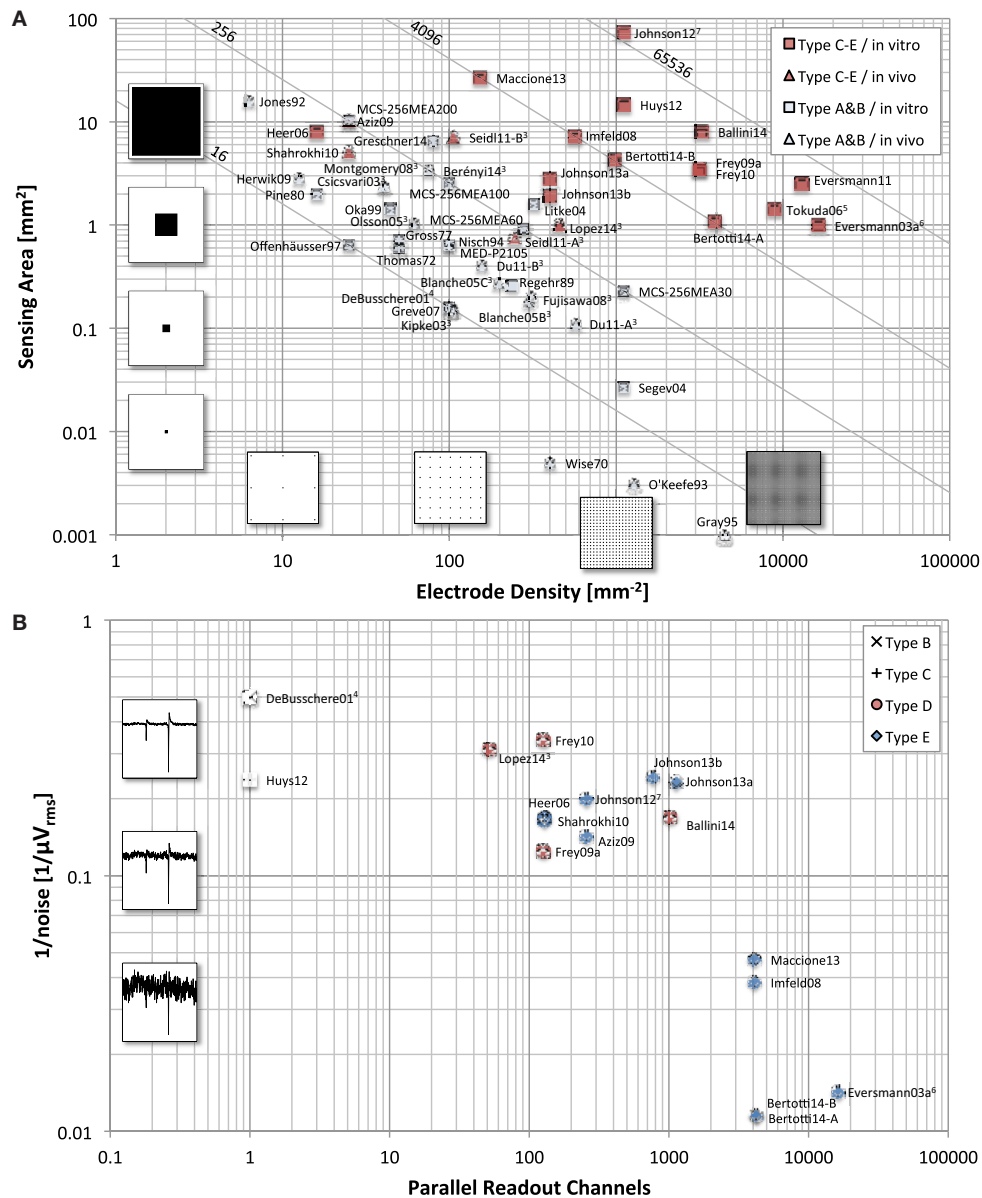 A
100
10
1
0.1
0.01
0.001
Sensing Area [mm²]
256
4096
65536
16
Johnson12⁷
Type C-E / in vitro
Type C-E / in vivo
Type A&B / in vitro
Type A&B / in vivo
Maccione13
Jones92
MCS-256MEA200
Aziz09
Huys12
Heer06
Greschner14
Seidl11-B³
Imfeld08
Ballini14
Shahrokhi10
Bertotti14-B
Montgomery08³
Berényi14³
Johnson13a
Frey09a
Frey10
Herwik09
Csicsvari03³
Eversmann11
Pine80
MCS-256MEA100
Johnson13b
Oka99
Litke04
Tokuda06⁵
Olsson05³
MCS-256MEA60
Lopez14³
Eversmann03a⁶
Gross77
Bertotti14-A
Offenhäusser97
Nisch94
Seidl11-A³
Thomas72
MED-P2105
Du11-B³
Blanche05C³
Regehr89
DeBusschere01⁴
Fujisawa08³
MCS-256MEA30
Greve07
Blanche05B³
Kipke03³
Du11-A³
Segev04
Wise70
O'Keefe93
Gray95
1
10
100
10000
100000
Electrode Density [mm⁻²]
B
1
0.1
0.01
1/noise [1/µVrms]
Type B
Type C
Type D
Type E
DeBusschere01⁴
Frey10
Lopez14³
Johnson13b
Huys12
Johnson13a
Heer06
Johnson12⁷
Shahrokhi10
Ballini14
Aziz09
Frey09a
Maccione13
Imfeld08
Eversmann03a⁶
Bertotti14-B
Bertotti14-A
0.1
1
10
100
1000
10000
100000
Parallel Readout Channels